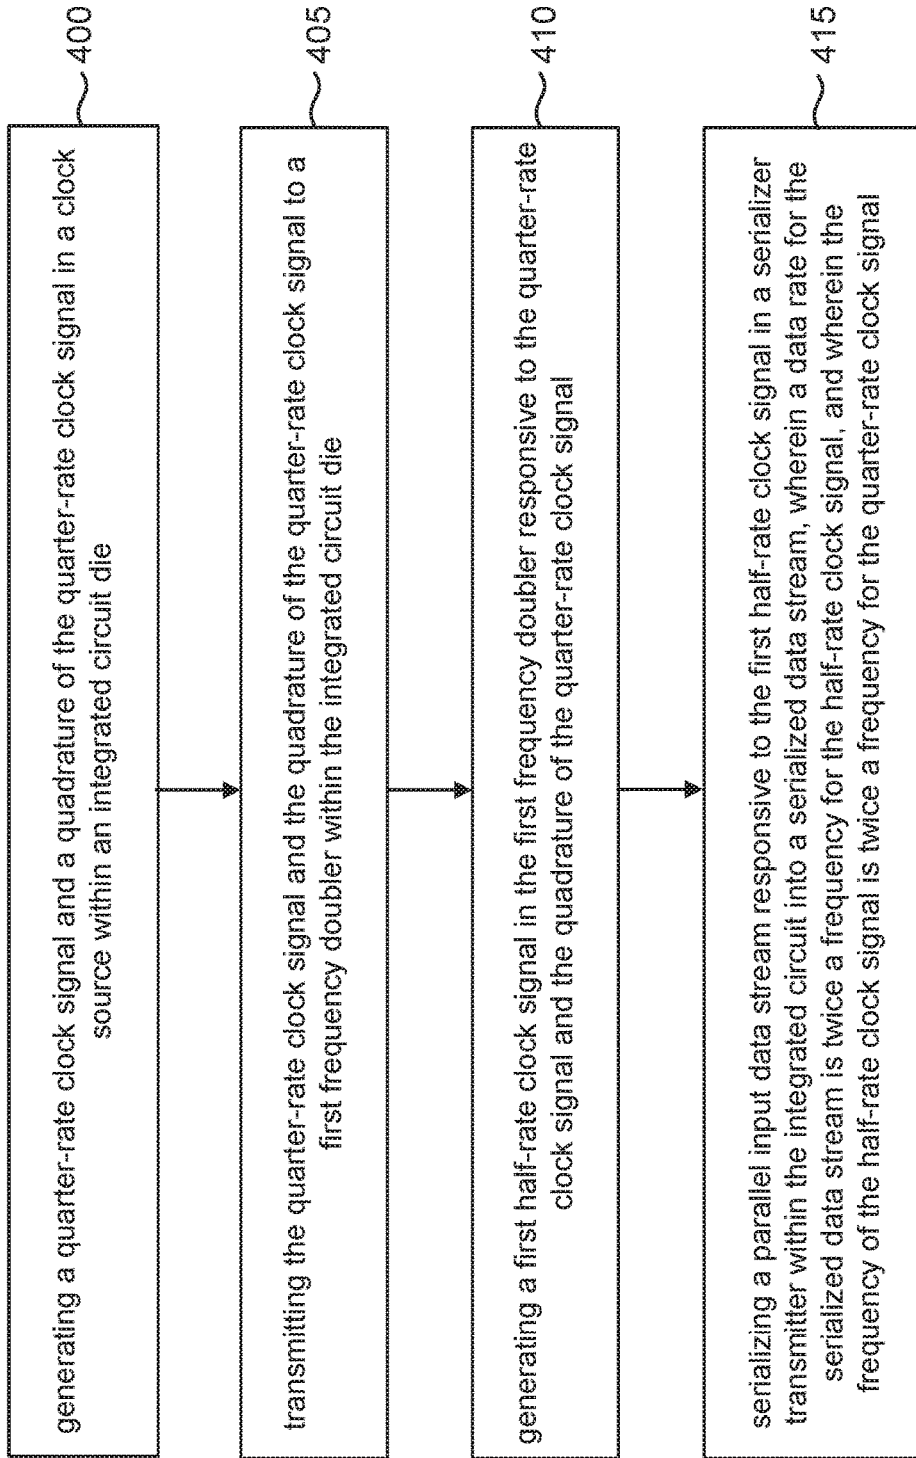 generating a quarter-rate clock signal and a quadrature of the quarter-rate clock signal in a clock
source within an integrated circuit die
400
transmitting the quarter-rate clock signal and the quadrature of the quarter-rate clock signal to a
first frequency doubler within the integrated circuit die
405
generating a first half-rate clock signal in the first frequency doubler responsive to the quarter-rate
clock signal and the quadrature of the quarter-rate clock signal
410
serializing a parallel input data stream responsive to the first half-rate clock signal in a serializer
transmitter within the integrated circuit into a serialized data stream, wherein a data rate for the
serialized data stream is twice a frequency for the half-rate clock signal, and wherein the
frequency of the half-rate clock signal is twice a frequency for the quarter-rate clock signal
415